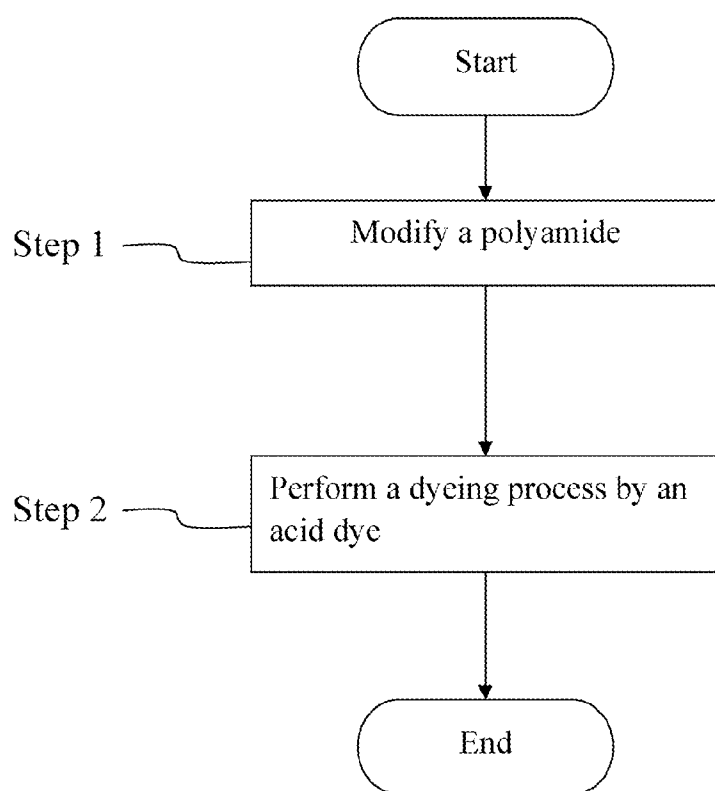 Start
Step 1
Modify a polyamide
Step 2
Perform a dyeing process by an
acid dye
End